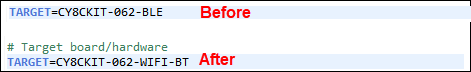 TARGET=CY8CKIT-062-BLE Before
# Target board/hardware
TARGET=CY8CKIT-062-WIFI-BT After